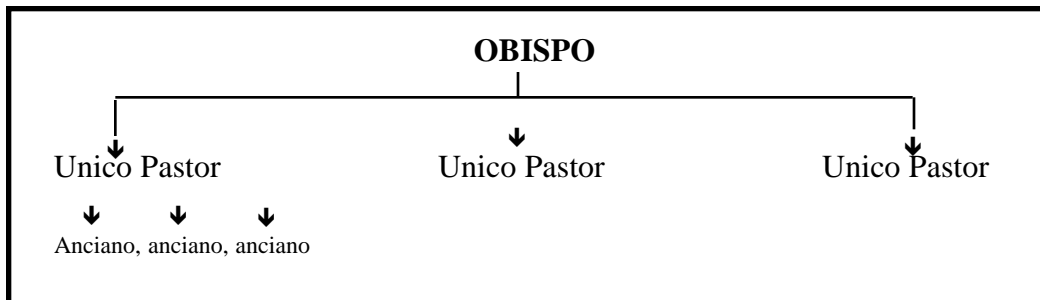 OBISPO
Unico Pastor Unico Pastor Unico Pastor
Anciano, anciano, anciano